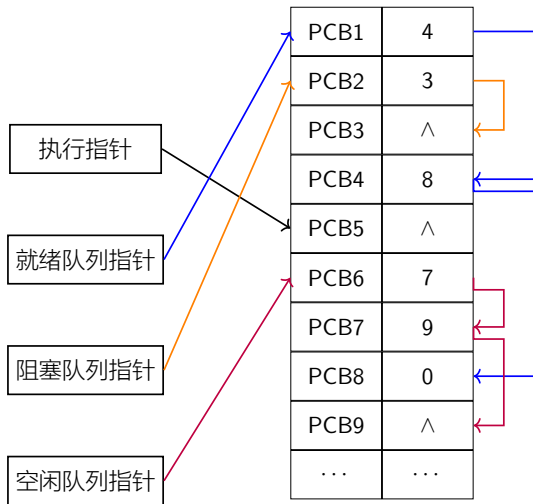 执行指针
就绪队列指针
阻塞队列指针
空闲队列指针
PCB1 4
PCB2 3
PCB3 ∧
PCB4 8
PCB5 ∧
PCB6 7
PCB7 9
PCB8 0
PCB9 ∧
··· ···